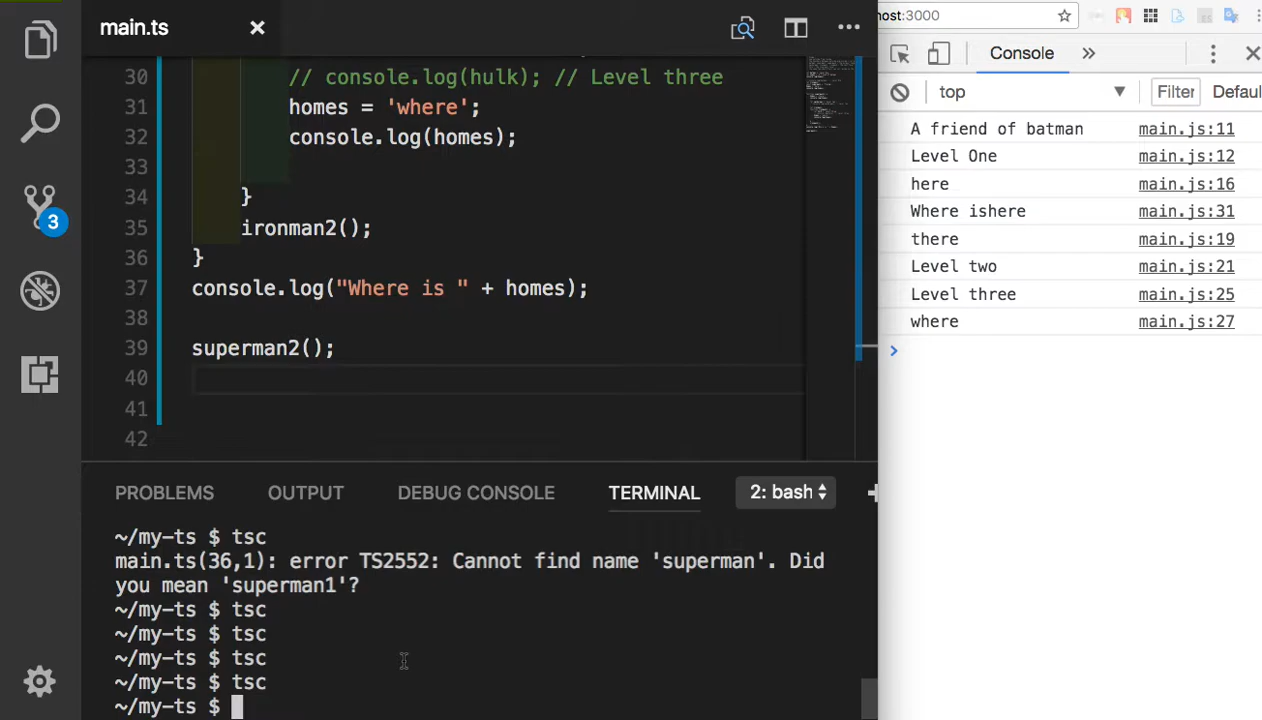 main.ts
30 // console.log(hulk); // Level three
31 homes = 'where';
32 console.log(homes);
33
34 }
35 ironman2();
36 }
37 console.log("Where is " + homes);
38
39 superman2();
40
41
42
3
PROBLEMS OUTPUT DEBUG CONSOLE TERMINAL 2: bash
~/my-ts $ tsc
main.ts(36,1): error TS2552: Cannot find name 'superman'. Did
you mean 'superman1'?
~/my-ts $ tsc
~/my-ts $ tsc
~/my-ts $ tsc
~/my-ts $ tsc
~/my-ts $
host:3000
Console
top Filter Defaul
A friend of batman main.js:11
Level One main.js:12
here main.js:16
Where ishere main.js:31
there main.js:19
Level two main.js:21
Level three main.js:25
where main.js:27